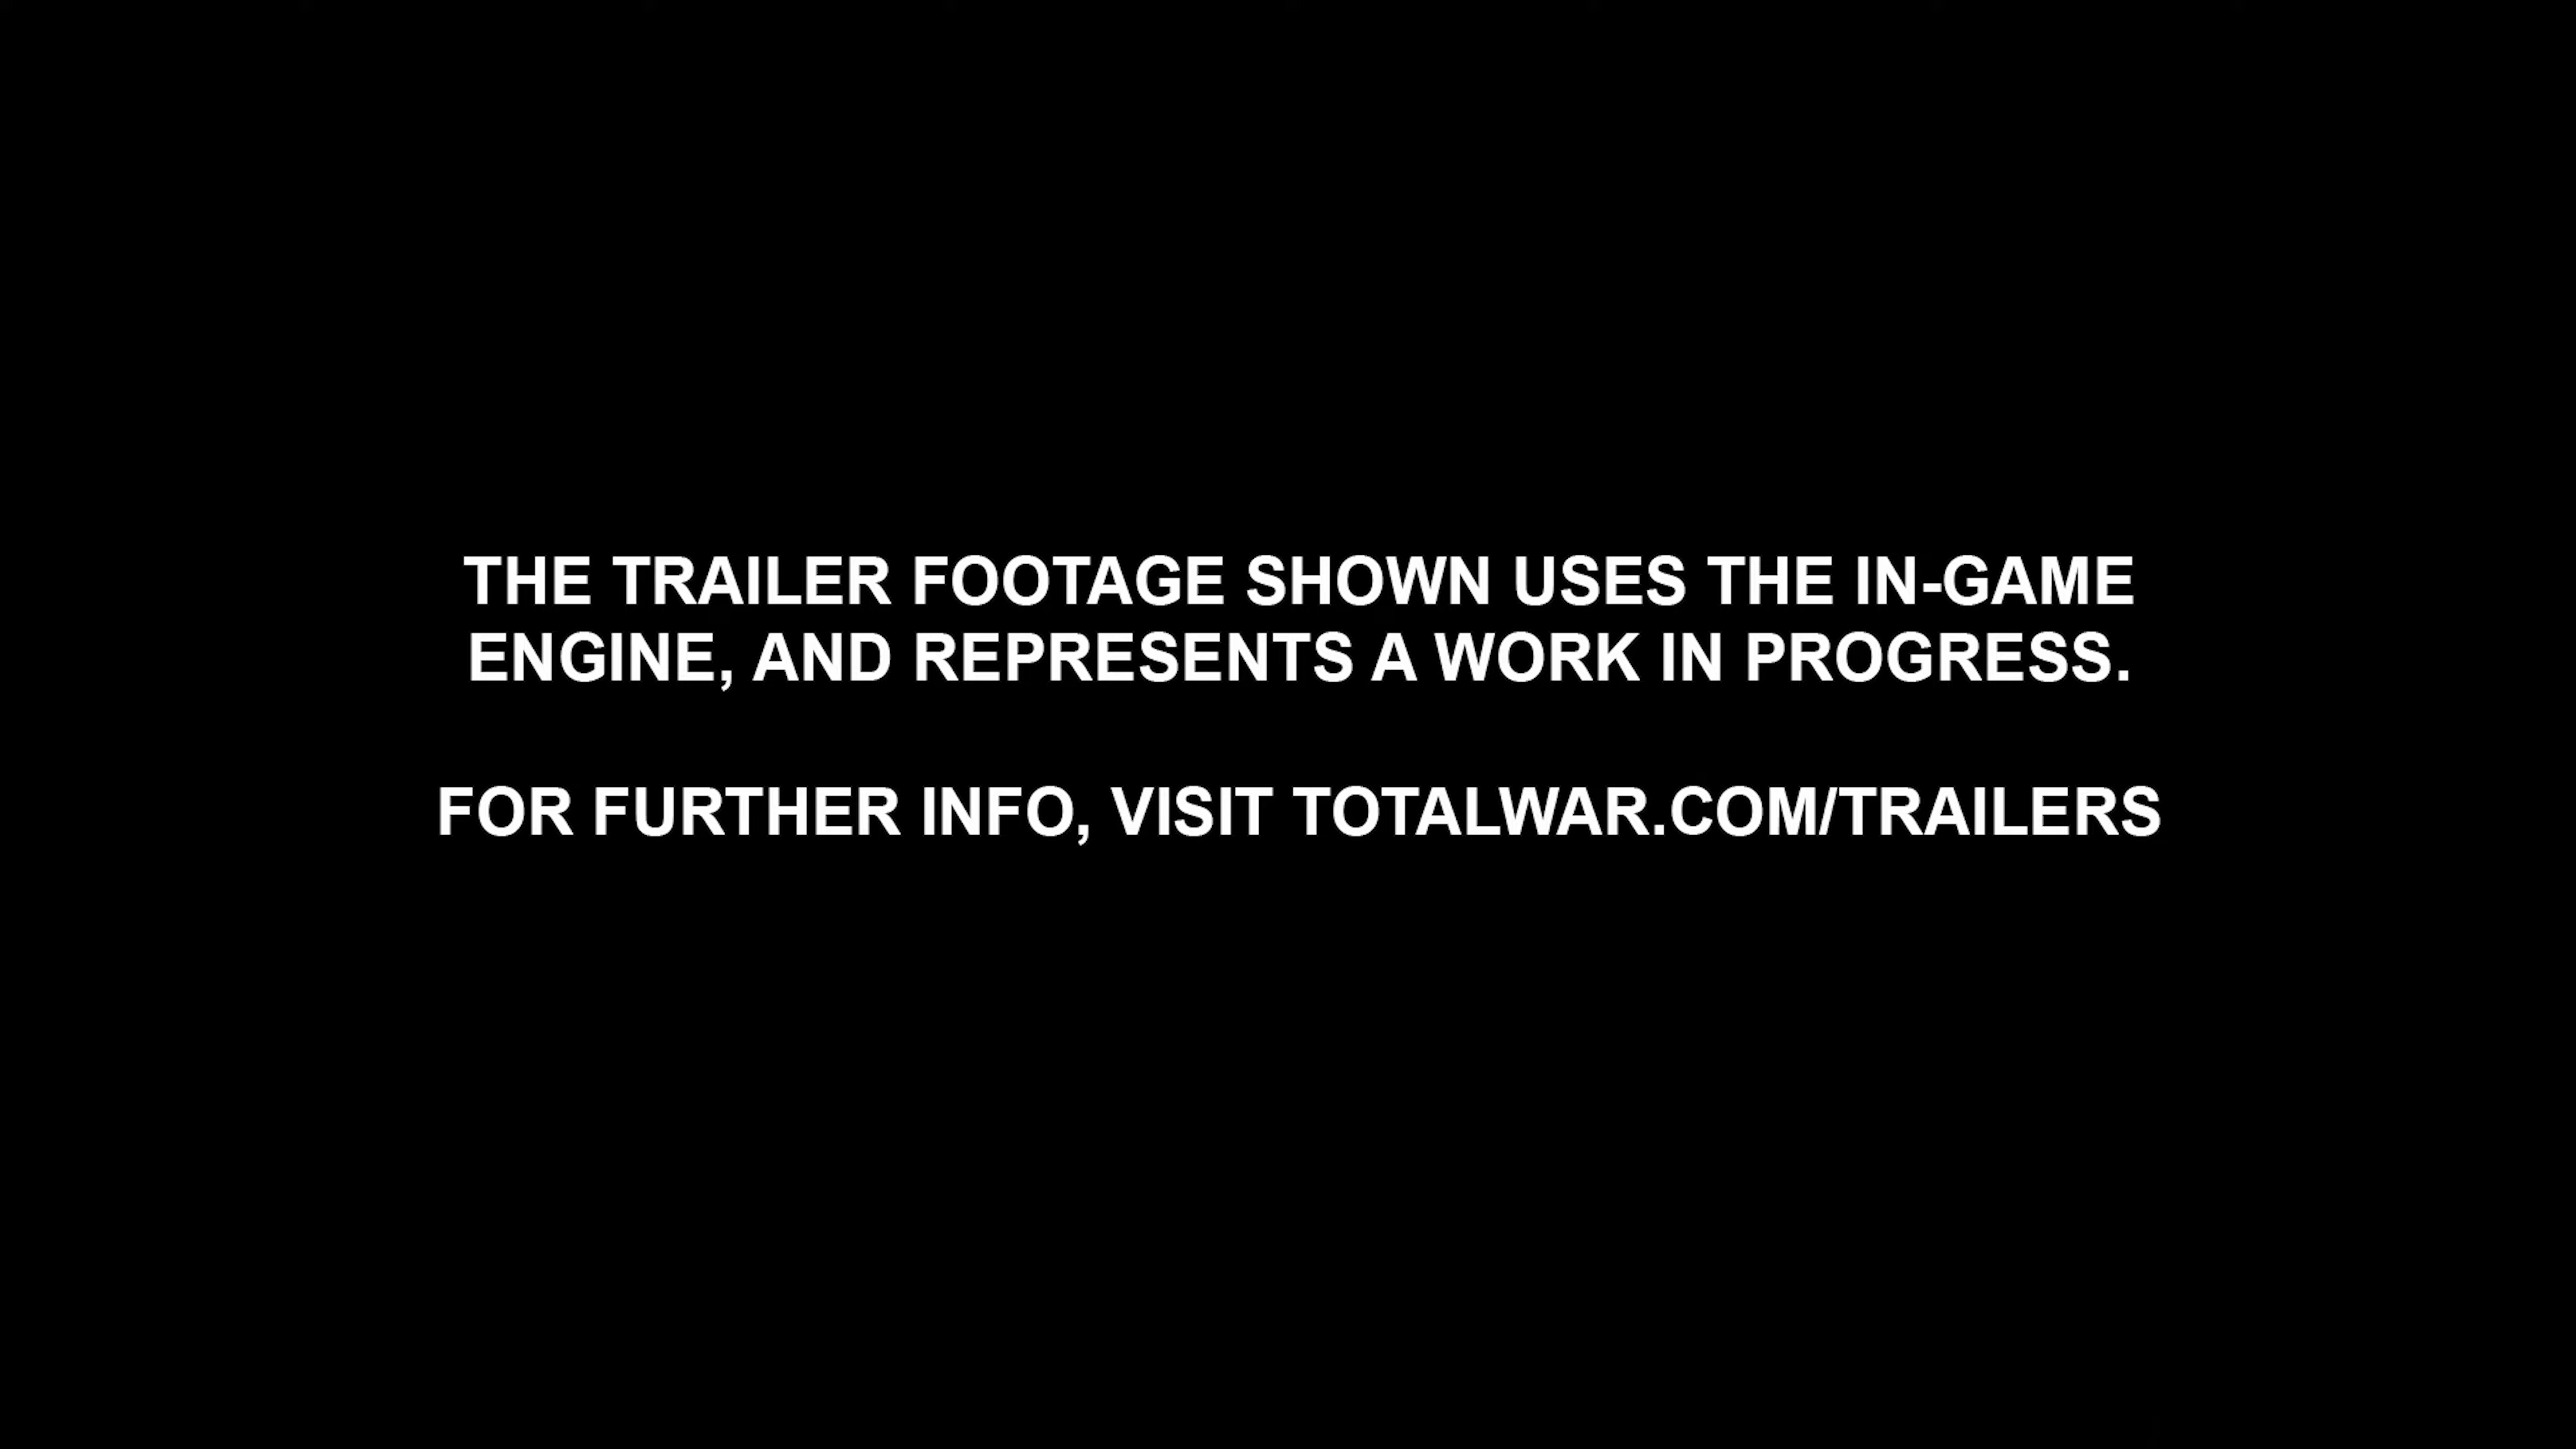 THE TRAILER FOOTAGE SHOWN USES THE IN-GAME
ENGINE, AND REPRESENTS A WORK IN PROGRESS.
FOR FURTHER INFO, VISIT TOTALWAR.COM/TRAILERS